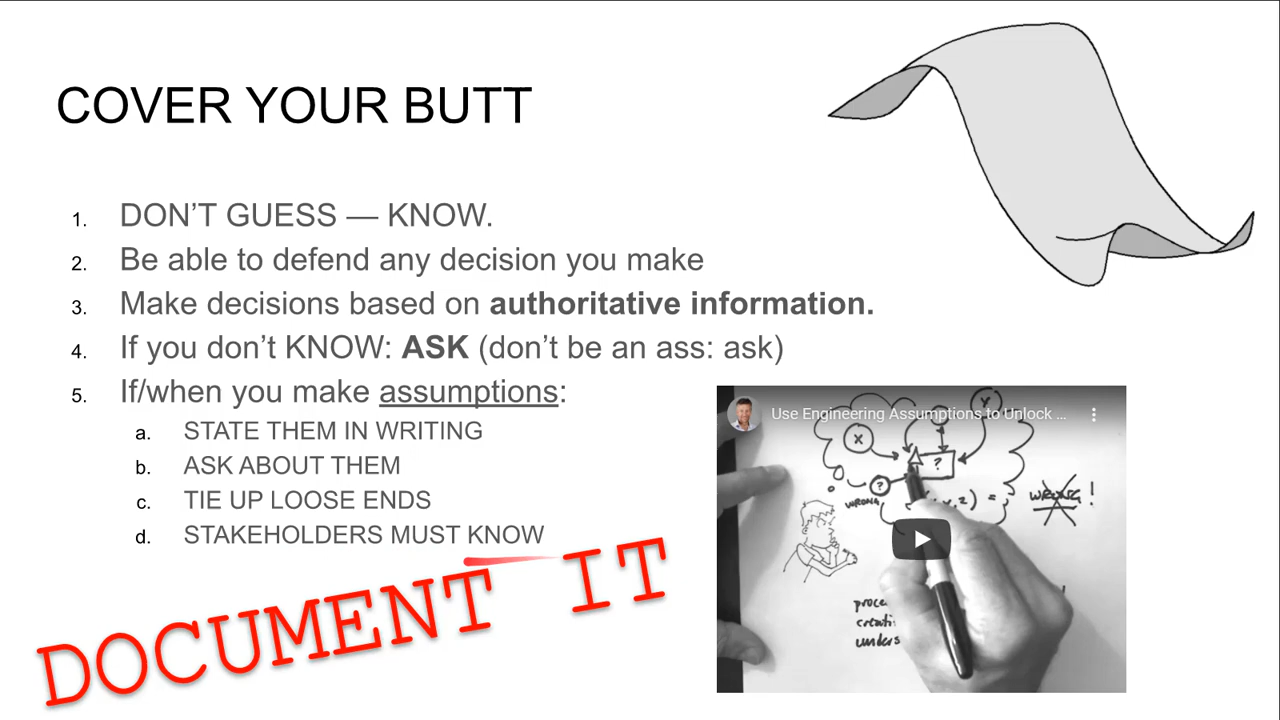 COVER YOUR BUTT
1. DON'T GUESS — KNOW.
2. Be able to defend any decision you make
3. Make decisions based on authoritative information.
4. If you don't KNOW: ASK (don't be an ass: ask)
5. If/when you make assumptions:
a. STATE THEM IN WRITING
b. ASK ABOUT THEM
c. TIE UP LOOSE ENDS
d. STAKEHOLDERS MUST KNOW
DOCUMENT IT
Use Engineering Assumptions to Unlock ...
X
X
?
?
WRONG
WRONG!